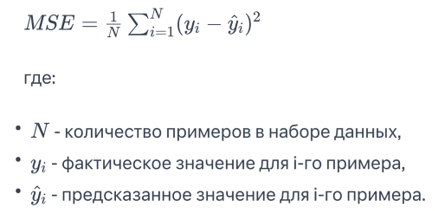 MSE = \frac{1}{N} \sum_{i=1}^{N} (y_i - \hat{y}_i)^2
где:
• N - количество примеров в наборе данных,
• y_i - фактическое значение для i-го примера,
• \hat{y}_i - предсказанное значение для i-го примера.